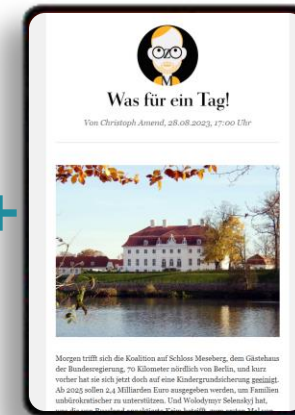 Was für ein Tag!
Von Christoph Amend, 28.08.2023, 17:00 Uhr
Morgen trifft sich die Koalition auf Schloss Meseberg, dem Gästehaus
der Bundesregierung, 70 Kilometer nördlich von Berlin, und kurz
vorher hat sie sich jetzt doch auf eine Kindergrundsicherung geeinigt.
Ab 2025 sollen 2,4 Milliarden Euro ausgegeben werden, um Familien
unbürokratischer zu unterstützen. Und Wolodymyr Selenskyj hat,